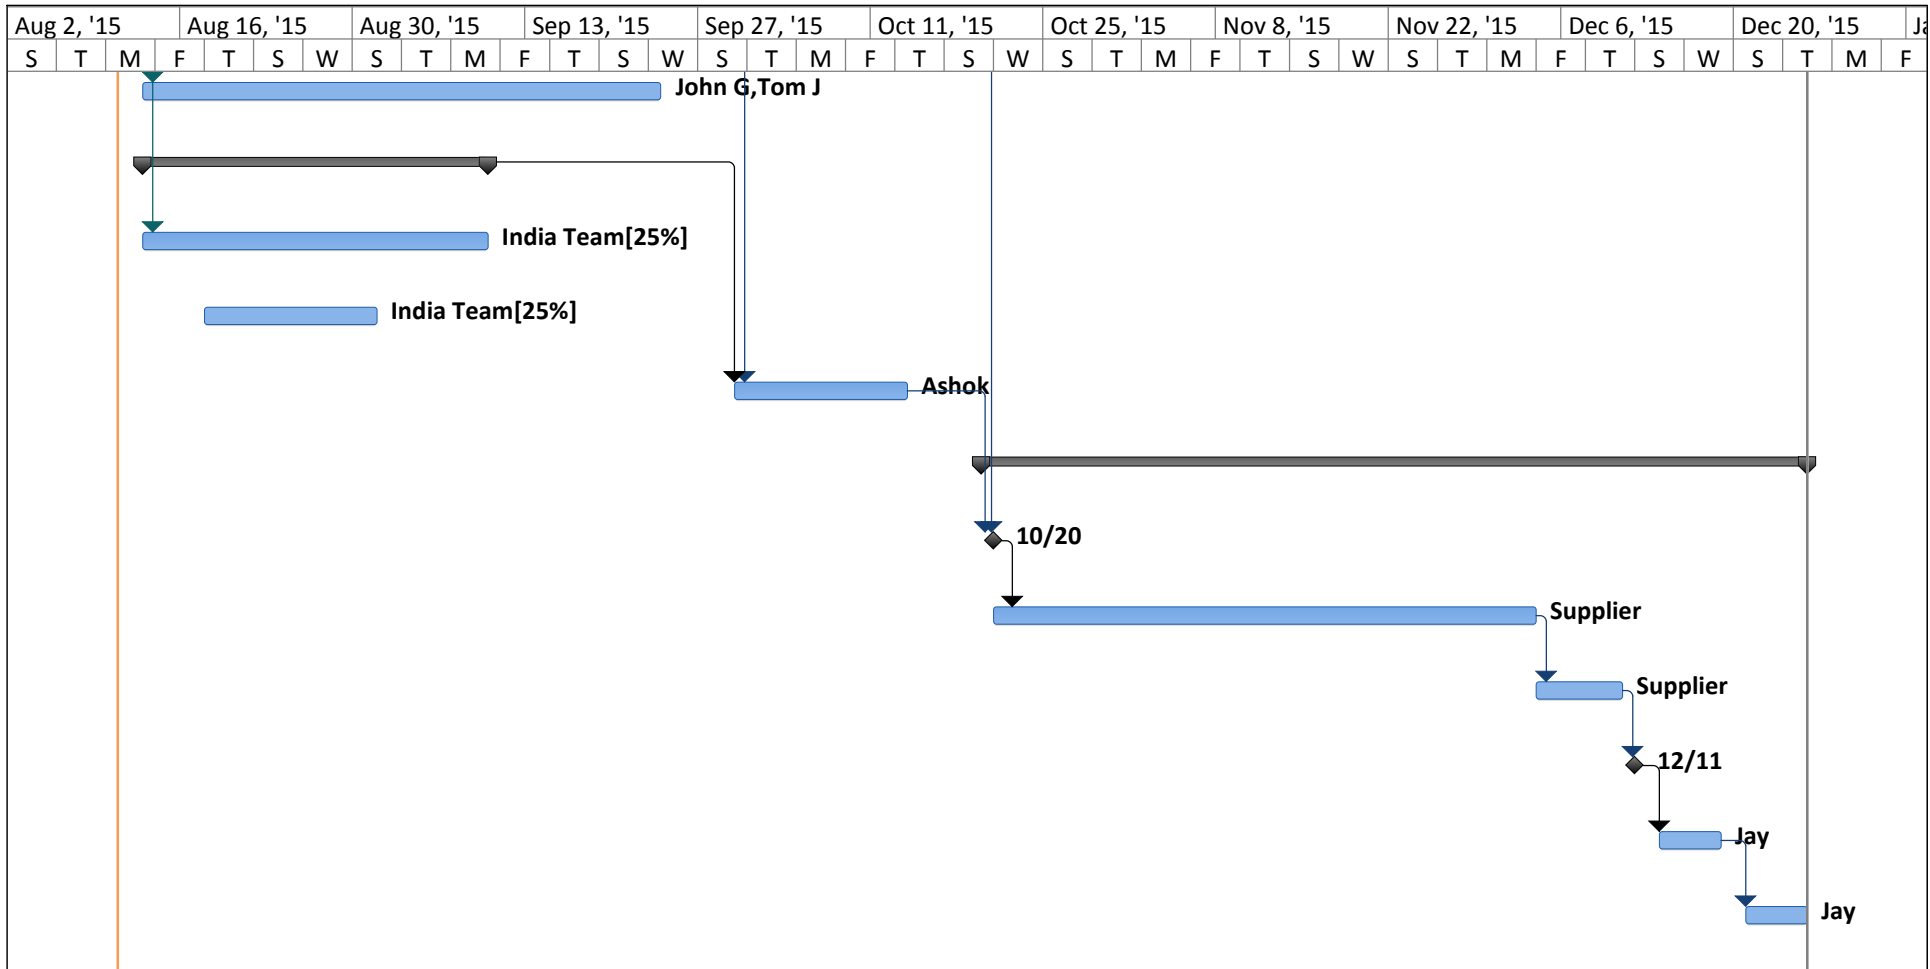 Aug 2, '15 Aug 16, '15 Aug 30, '15 Sep 13, '15 Sep 27, '15 Oct 11, '15 Oct 25, '15 Nov 8, '15 Nov 22, '15 Dec 6, '15 Dec 20, '15 Ja
S T M F T S W S T M F T S W S T M F T S W S T M F T S W S T M F T S W S T M F
John G,Tom J
India Team[25%]
India Team[25%]
Ashok
10/20
Supplier
Supplier
12/11
Jay
Jay